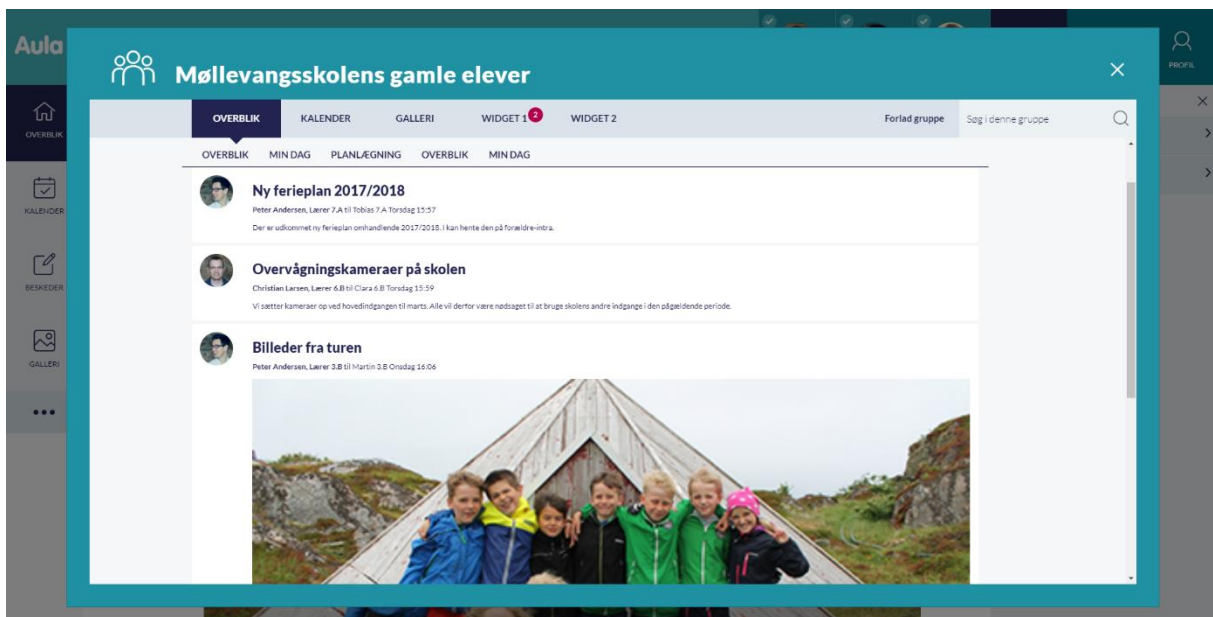 Aula
PROFIL
Møllevangsskolens gamle elever
OVERBLIK
KALENDER
BESKEDER
GALLERI
OVERBLIK KALENDER GALLERI WIDGET 1 2 WIDGET 2 Forlad gruppe Søg i denne gruppe
OVERBLIK MIN DAG PLANLÆGNING OVERBLIK MIN DAG
Ny ferieplan 2017/2018
Peter Andersen, Lærer 7.A til Tobias 7.A Torsdag 15:57
Der er udkommet ny ferieplan omhandlende 2017/2018. I kan hente den på forældre-intra.
Overvågningskameraer på skolen
Christian Larsen, Lærer 6.B til Clara 6.B Torsdag 15:59
Vi sætter kameraer op ved hovedindgangen til marts. Alle vil derfor være nødsaget til at bruge skolens andre indgange i den pågældende periode.
Billeder fra turen
Peter Andersen, Lærer 3.B til Martin 3.B Onsdag 16:06